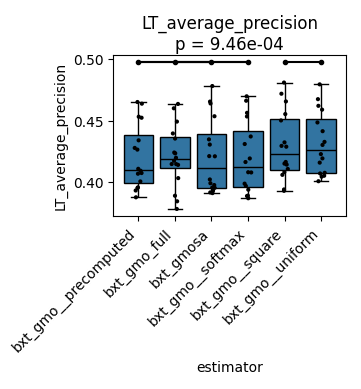 LT_average_precision
p = 9.46e-04
LT_average_precision
0.50
0.45
0.40
bxt_gmo__precomputed
bxt_gmo_full
bxt_gmosa
bxt_gmo__softmax
bxt_gmo__square
bxt_gmo__uniform
estimator